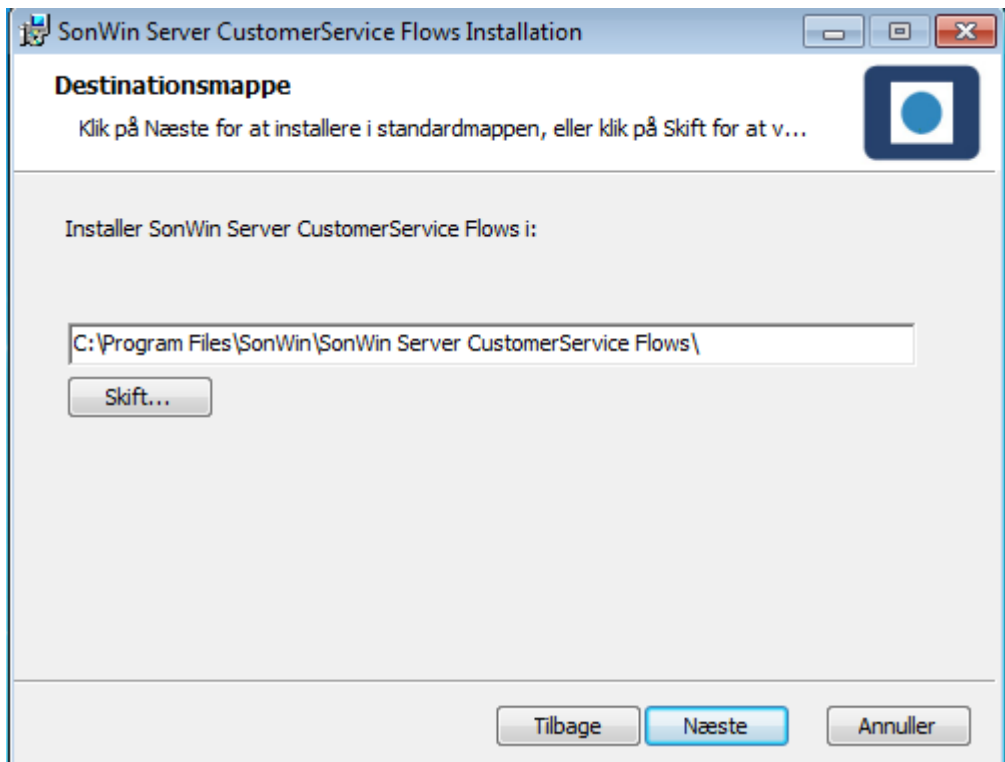 SonWin Server CustomerService Flows Installation
Destinationsmappe
Klik på Næste for at installere i standardmappen, eller klik på Skift for at v...
Installer SonWin Server CustomerService Flows i:
C:\Program Files\SonWin\SonWin Server CustomerService Flows\
Skift...
Tilbage
Næste
Annuller